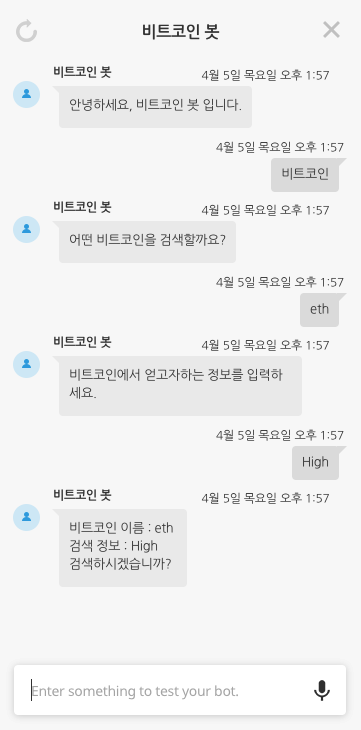 비트코인 봇
비트코인 봇 4월 5일 목요일 오후 1:57
안녕하세요, 비트코인 봇 입니다.
4월 5일 목요일 오후 1:57
비트코인
비트코인 봇 4월 5일 목요일 오후 1:57
어떤 비트코인을 검색할까요?
4월 5일 목요일 오후 1:57
eth
비트코인 봇 4월 5일 목요일 오후 1:57
비트코인에서 얻고자하는 정보를 입력하
세요.
4월 5일 목요일 오후 1:57
High
비트코인 봇 4월 5일 목요일 오후 1:57
비트코인 이름 : eth
검색 정보 : High
검색하시겠습니까?
Enter something to test your bot.